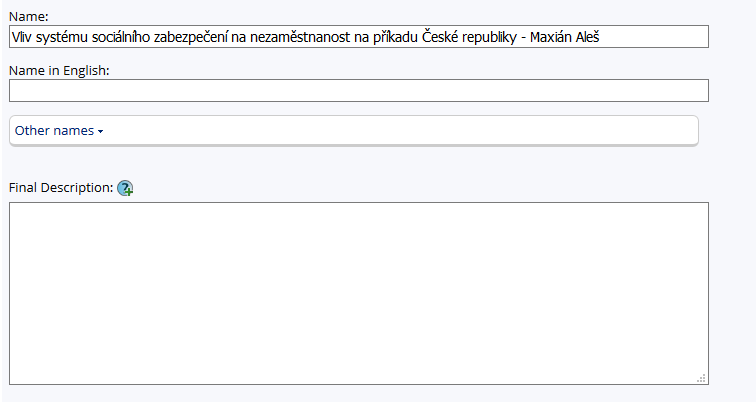 Name:
Vliv systému sociálního zabezpečení na nezaměstnanost na příkadu České republiky - Maxián Aleš
Name in English:
Other names
Final Description: